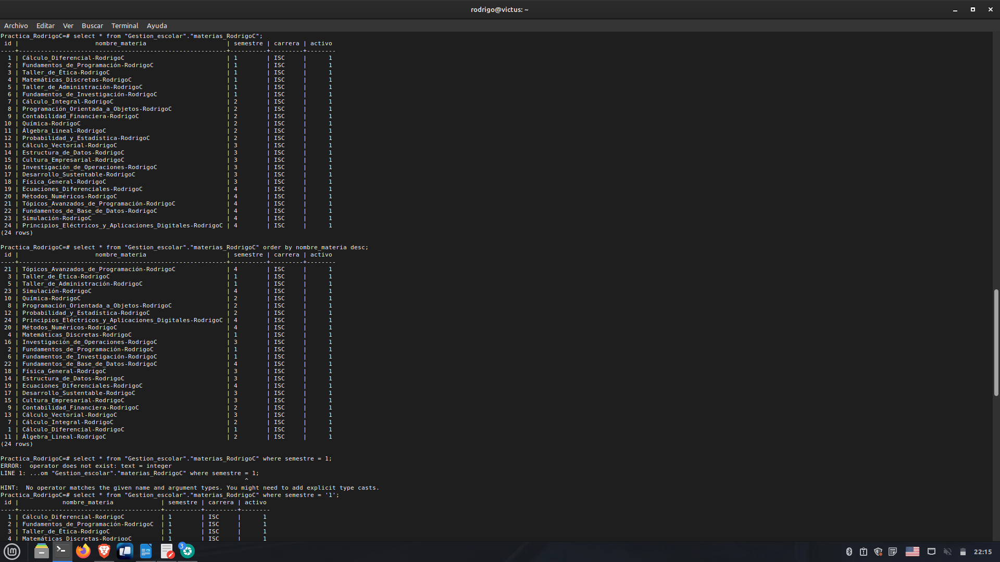 rodrigo@victus: ~
Archivo Editar Ver Buscar Terminal Ayuda
Practica_RodrigoC=# select * from "Gestion_escolar"."materias_RodrigoC";
 id |                     nombre_materia                      | semestre | carrera | activo
----+---------------------------------------------------------+----------+---------+--------
  1 | Cálculo_Diferencial-RodrigoC                            | 1        | ISC     |      1
  2 | Fundamentos_de_Programación-RodrigoC                    | 1        | ISC     |      1
  3 | Taller_de_Ética-RodrigoC                                | 1        | ISC     |      1
  4 | Matemáticas_Discretas-RodrigoC                          | 1        | ISC     |      1
  5 | Taller_de_Administración-RodrigoC                       | 1        | ISC     |      1
  6 | Fundamentos_de_Investigación-RodrigoC                   | 1        | ISC     |      1
  7 | Cálculo_Integral-RodrigoC                               | 2        | ISC     |      1
  8 | Programación_Orientada_a_Objetos-RodrigoC               | 2        | ISC     |      1
  9 | Contabilidad_Financiera-RodrigoC                        | 2        | ISC     |      1
 10 | Química-RodrigoC                                        | 2        | ISC     |      1
 11 | Álgebra_Lineal-RodrigoC                                 | 2        | ISC     |      1
 12 | Probabilidad_y_Estadística-RodrigoC                     | 2        | ISC     |      1
 13 | Cálculo_Vectorial-RodrigoC                              | 3        | ISC     |      1
 14 | Estructura_de_Datos-RodrigoC                            | 3        | ISC     |      1
 15 | Cultura_Empresarial-RodrigoC                            | 3        | ISC     |      1
 16 | Investigación_de_Operaciones-RodrigoC                   | 3        | ISC     |      1
 17 | Desarrollo_Sustentable-RodrigoC                         | 3        | ISC     |      1
 18 | Física_General-RodrigoC                                 | 3        | ISC     |      1
 19 | Ecuaciones_Diferenciales-RodrigoC                       | 4        | ISC     |      1
 20 | Métodos_Numéricos-RodrigoC                              | 4        | ISC     |      1
 21 | Tópicos_Avanzados_de_Programación-RodrigoC              | 4        | ISC     |      1
 22 | Fundamentos_de_Base_de_Datos-RodrigoC                   | 4        | ISC     |      1
 23 | Simulación-RodrigoC                                     | 4        | ISC     |      1
 24 | Principios_Eléctricos_y_Aplicaciones_Digitales-RodrigoC | 4        | ISC     |      1
(24 rows)
Practica_RodrigoC=# select * from "Gestion_escolar"."materias_RodrigoC" order by nombre_materia desc;
 id |                     nombre_materia                      | semestre | carrera | activo
----+---------------------------------------------------------+----------+---------+--------
 21 | Tópicos_Avanzados_de_Programación-RodrigoC              | 4        | ISC     |      1
  3 | Taller_de_Ética-RodrigoC                                | 1        | ISC     |      1
  5 | Taller_de_Administración-RodrigoC                       | 1        | ISC     |      1
 23 | Simulación-RodrigoC                                     | 4        | ISC     |      1
 10 | Química-RodrigoC                                        | 2        | ISC     |      1
  8 | Programación_Orientada_a_Objetos-RodrigoC               | 2        | ISC     |      1
 12 | Probabilidad_y_Estadística-RodrigoC                     | 2        | ISC     |      1
 24 | Principios_Eléctricos_y_Aplicaciones_Digitales-RodrigoC | 4        | ISC     |      1
 20 | Métodos_Numéricos-RodrigoC                              | 4        | ISC     |      1
  4 | Matemáticas_Discretas-RodrigoC                          | 1        | ISC     |      1
 16 | Investigación_de_Operaciones-RodrigoC                   | 3        | ISC     |      1
  2 | Fundamentos_de_Programación-RodrigoC                    | 1        | ISC     |      1
  6 | Fundamentos_de_Investigación-RodrigoC                   | 1        | ISC     |      1
 22 | Fundamentos_de_Base_de_Datos-RodrigoC                   | 4        | ISC     |      1
 18 | Física_General-RodrigoC                                 | 3        | ISC     |      1
 14 | Estructura_de_Datos-RodrigoC                            | 3        | ISC     |      1
 19 | Ecuaciones_Diferenciales-RodrigoC                       | 4        | ISC     |      1
 17 | Desarrollo_Sustentable-RodrigoC                         | 3        | ISC     |      1
 15 | Cultura_Empresarial-RodrigoC                            | 3        | ISC     |      1
  9 | Contabilidad_Financiera-RodrigoC                        | 2        | ISC     |      1
 13 | Cálculo_Vectorial-RodrigoC                              | 3        | ISC     |      1
  7 | Cálculo_Integral-RodrigoC                               | 2        | ISC     |      1
  1 | Cálculo_Diferencial-RodrigoC                            | 1        | ISC     |      1
 11 | Álgebra_Lineal-RodrigoC                                 | 2        | ISC     |      1
(24 rows)
Practica_RodrigoC=# select * from "Gestion_escolar"."materias_RodrigoC" where semestre = 1;
ERROR:  operator does not exist: text = integer
LINE 1: ...om "Gestion_escolar"."materias_RodrigoC" where semestre = 1;
                                                                   ^
HINT:  No operator matches the given name and argument types. You might need to add explicit type casts.
Practica_RodrigoC=# select * from "Gestion_escolar"."materias_RodrigoC" where semestre = '1';
 id |            nombre_materia             | semestre | carrera | activo
----+---------------------------------------+----------+---------+--------
  1 | Cálculo_Diferencial-RodrigoC          | 1        | ISC     |      1
  2 | Fundamentos_de_Programación-RodrigoC  | 1        | ISC     |      1
  3 | Taller_de_Ética-RodrigoC              | 1        | ISC     |      1
  4 | Matemáticas_Discretas-RodrigoC        | 1        | ISC     |      1
3
22:15